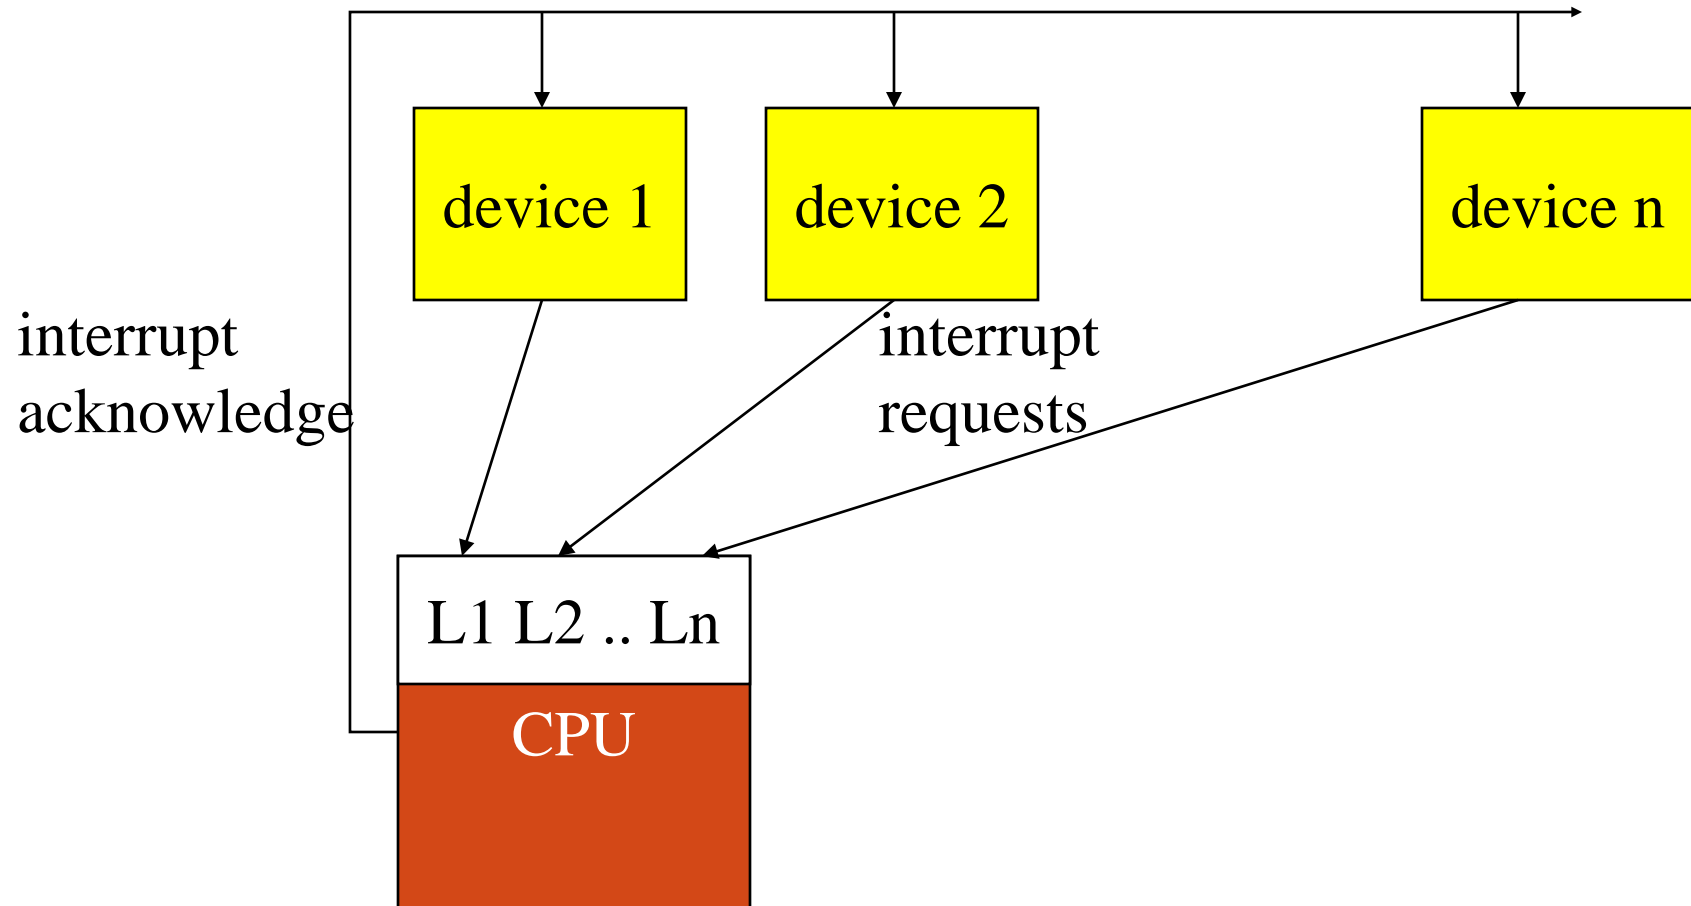 device 1
device 2
device n
interrupt
acknowledge
interrupt
requests
L1 L2 .. Ln
CPU